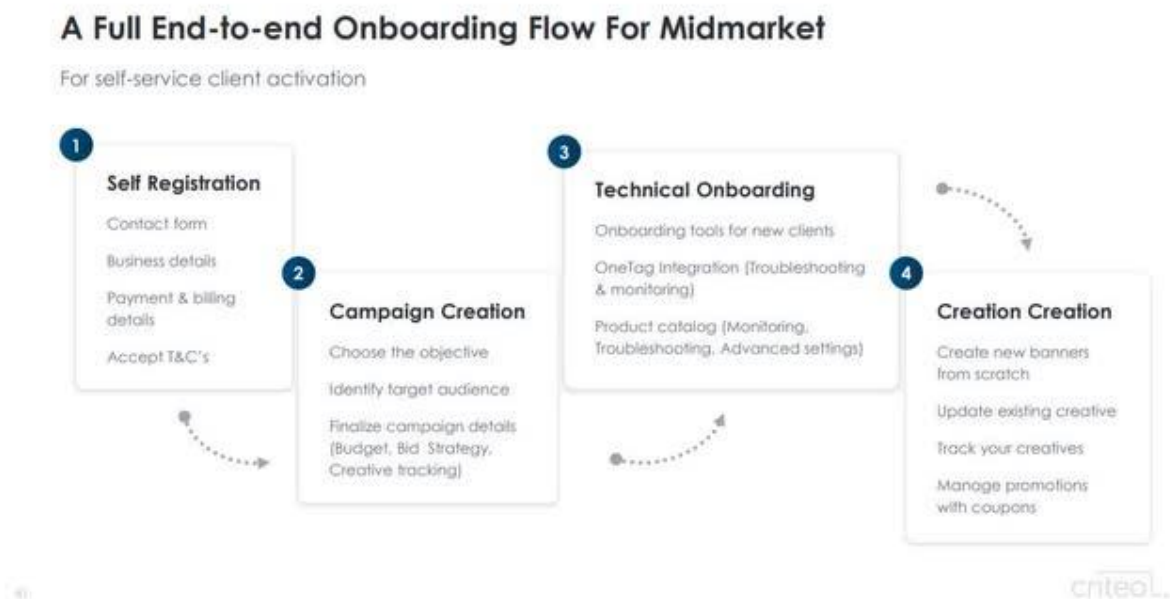 A Full End-to-end Onboarding Flow For Midmarket
For self-service client activation
1
Self Registration
Contact form
Business details
Payment & billing
details
Accept T&C's
2
Campaign Creation
Choose the objective
Identify target audience
Finalize campaign details
(Budget, Bid Strategy,
Creative tracking)
3
Technical Onboarding
Onboarding tools for new clients
OneTag Integration (Troubleshooting
& monitoring)
Product catalog (Monitoring,
Troubleshooting, Advanced settings)
4
Creation Creation
Create new banners
from scratch
Update existing creative
Track your creatives
Manage promotions
with coupons
criteo